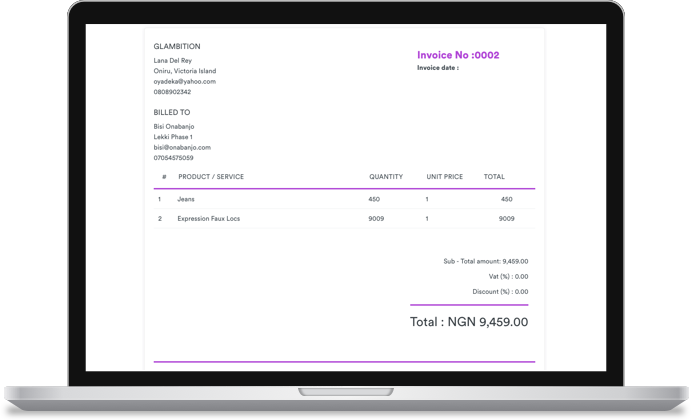 GLAMBITION
Lana Del Rey
Oniru, Victoria Island
oyadeka@yahoo.com
0808902342
Invoice No :0002
Invoice date :
BILLED TO
Bisi Onabanjo
Lekki Phase 1
bisi@onabanjo.com
07054575059
# PRODUCT / SERVICE QUANTITY UNIT PRICE TOTAL
1 Jeans 450 1 450
2 Expression Faux Locs 9009 1 9009
Sub - Total amount: 9,459.00
Vat (%) : 0.00
Discount (%) : 0.00
Total : NGN 9,459.00